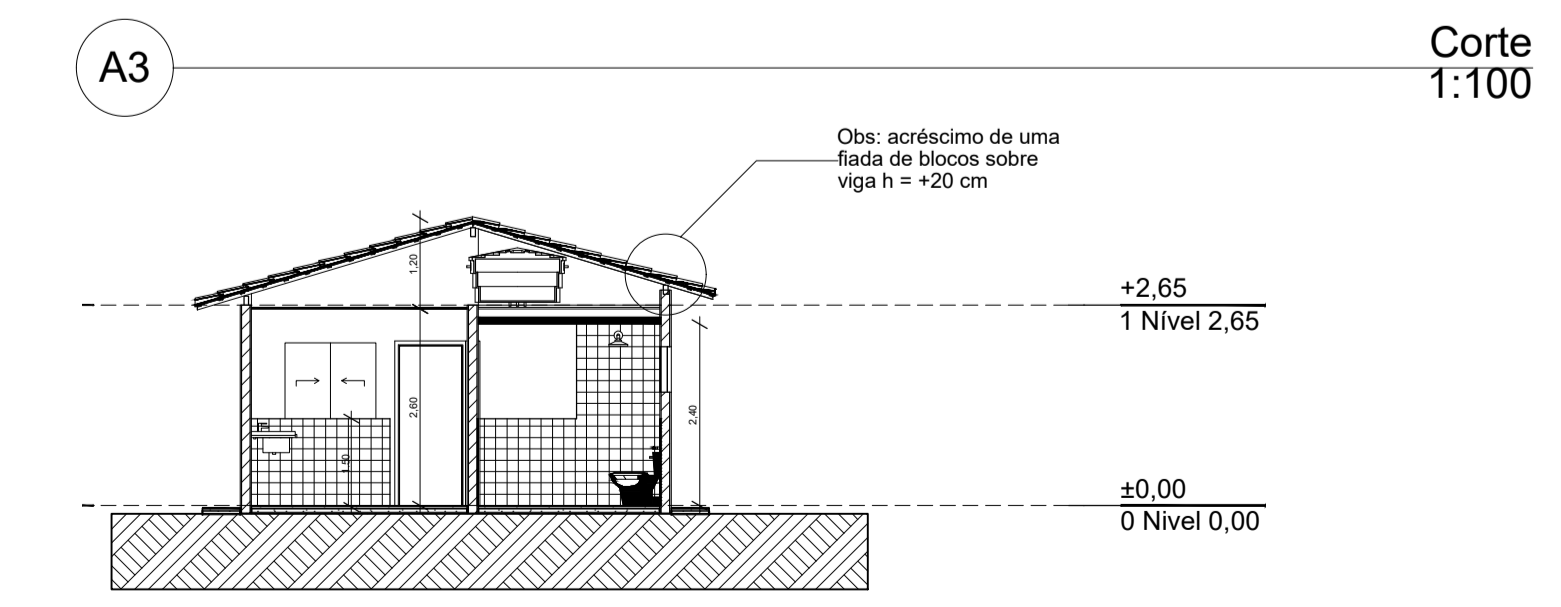 A3
Corte
1:100
Obs: acréscimo de uma
fiada de blocos sobre
viga h = +20 cm
1,20
+2,65
1 Nível 2,65
2,60
2,40
1,50
±0,00
0 Nivel 0,00